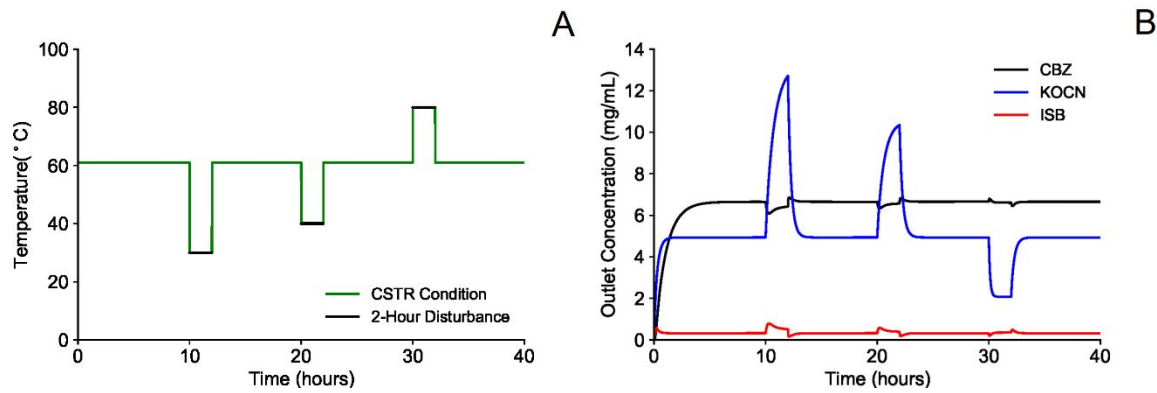 A
Temperature(°C)
100
80
60
40
20
0
CSTR Condition
2-Hour Disturbance
0 10 20 30 40
Time (hours)
B
Outlet Concentration (mg/mL)
14
12
10
8
6
4
2
0
CBZ
KOCN
ISB
0 10 20 30 40
Time (hours)